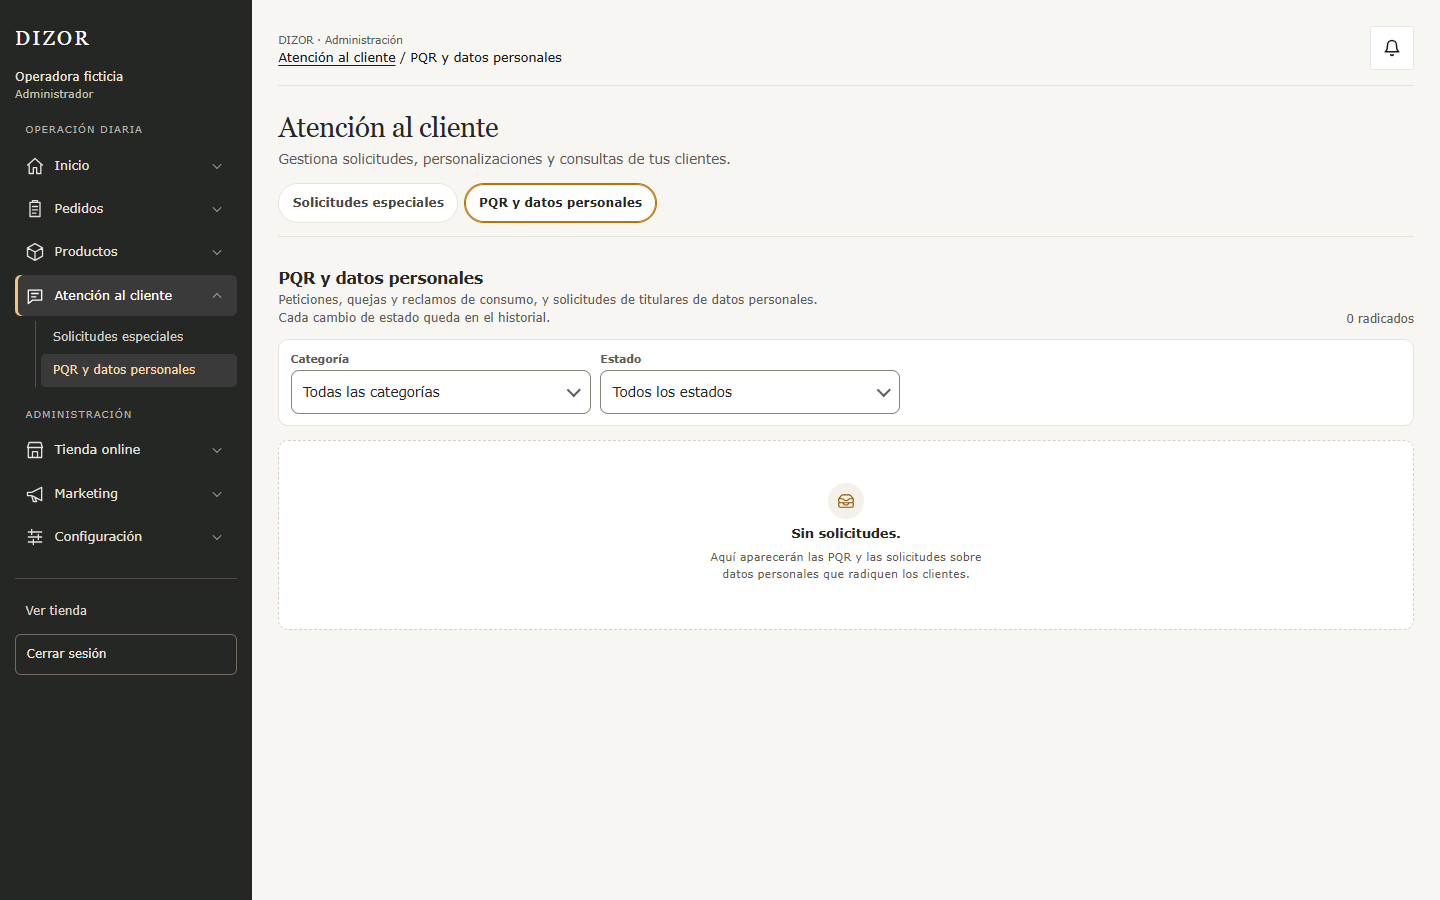 DIZOR
Operadora ficticia
Administrador
OPERACIÓN DIARIA
Inicio
Pedidos
Productos
Atención al cliente
Solicitudes especiales
PQR y datos personales
ADMINISTRACIÓN
Tienda online
Marketing
Configuración
Ver tienda
Cerrar sesión
DIZOR · Administración
Atención al cliente / PQR y datos personales
Atención al cliente
Gestiona solicitudes, personalizaciones y consultas de tus clientes.
Solicitudes especiales
PQR y datos personales
PQR y datos personales
Peticiones, quejas y reclamos de consumo, y solicitudes de titulares de datos personales.
Cada cambio de estado queda en el historial.
0 radicados
Categoría
Estado
Todas las categorías
Todos los estados
Sin solicitudes.
Aquí aparecerán las PQR y las solicitudes sobre
datos personales que radiquen los clientes.